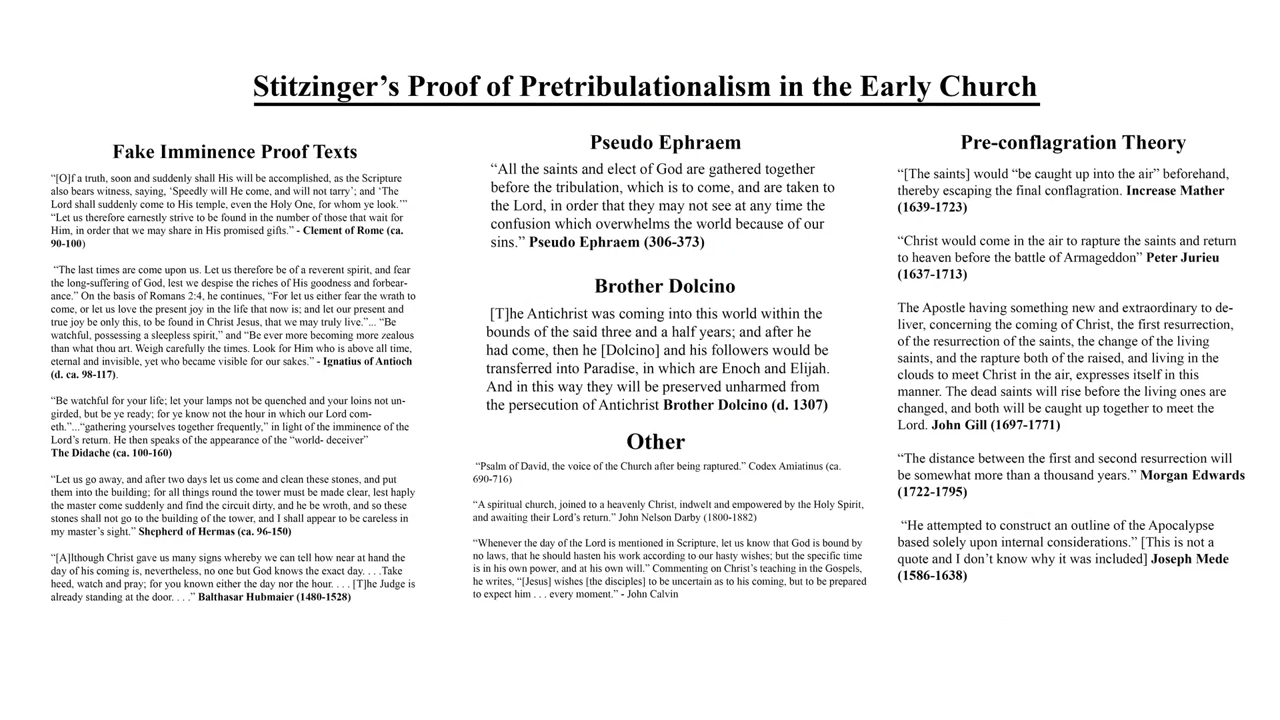 Stitzinger’s Proof of Pretribulationalism in the Early Church
Fake Imminence Proof Texts
“[O]f a truth, soon and suddenly shall His will be accomplished, as the Scripture
also bears witness, saying, ‘Speedly will He come, and will not tarry’; and ‘The
Lord shall suddenly come to His temple, even the Holy One, for whom ye look.’”
“Let us therefore earnestly strive to be found in the number of those that wait for
Him, in order that we may share in His promised gifts.” - Clement of Rome (ca.
90-100)
“The last times are come upon us. Let us therefore be of a reverent spirit, and fear
the long-suffering of God, lest we despise the riches of His goodness and forbear-
ance.” On the basis of Romans 2:4, he continues, “For let us either fear the wrath to
come, or let us love the present joy in the life that now is; and let our present and
true joy be only this, to be found in Christ Jesus, that we may truly live.”... “Be
watchful, possessing a sleepless spirit,” and “Be ever more becoming more zealous
than what thou art. Weigh carefully the times. Look for Him who is above all time,
eternal and invisible, yet who became visible for our sakes.” - Ignatius of Antioch
(d. ca. 98-117).
“Be watchful for your life; let your lamps not be quenched and your loins not un-
girded, but be ye ready; for ye know not the hour in which our Lord com-
eth.”...“gathering yourselves together frequently,” in light of the imminence of the
Lord’s return. He then speaks of the appearance of the “world- deceiver”
The Didache (ca. 100-160)
“Let us go away, and after two days let us come and clean these stones, and put
them into the building; for all things round the tower must be made clear, lest haply
the master come suddenly and find the circuit dirty, and he be wroth, and so these
stones shall not go to the building of the tower, and I shall appear to be careless in
my master’s sight.” Shepherd of Hermas (ca. 96-150)
“[A]lthough Christ gave us many signs whereby we can tell how near at hand the
day of his coming is, nevertheless, no one but God knows the exact day. . . .Take
heed, watch and pray; for you known either the day nor the hour. . . . [T]he Judge is
already standing at the door. . . .” Balthasar Hubmaier (1480-1528)
Pseudo Ephraem
“All the saints and elect of God are gathered together
before the tribulation, which is to come, and are taken to
the Lord, in order that they may not see at any time the
confusion which overwhelms the world because of our
sins.” Pseudo Ephraem (306-373)
Brother Dolcino
[T]he Antichrist was coming into this world within the
bounds of the said three and a half years; and after he
had come, then he [Dolcino] and his followers would be
transferred into Paradise, in which are Enoch and Elijah.
And in this way they will be preserved unharmed from
the persecution of Antichrist Brother Dolcino (d. 1307)
Other
“Psalm of David, the voice of the Church after being raptured.” Codex Amiatinus (ca.
690-716)
“A spiritual church, joined to a heavenly Christ, indwelt and empowered by the Holy Spirit,
and awaiting their Lord’s return.” John Nelson Darby (1800-1882)
“Whenever the day of the Lord is mentioned in Scripture, let us know that God is bound by
no laws, that he should hasten his work according to our hasty wishes; but the specific time
is in his own power, and at his own will.” Commenting on Christ’s teaching in the Gospels,
he writes, “[Jesus] wishes [the disciples] to be uncertain as to his coming, but to be prepared
to expect him . . . every moment.” - John Calvin
Pre-conflagration Theory
“[The saints] would “be caught up into the air” beforehand,
thereby escaping the final conflagration. Increase Mather
(1639-1723)
“Christ would come in the air to rapture the saints and return
to heaven before the battle of Armageddon” Peter Jurieu
(1637-1713)
The Apostle having something new and extraordinary to de-
liver, concerning the coming of Christ, the first resurrection,
of the resurrection of the saints, the change of the living
saints, and the rapture both of the raised, and living in the
clouds to meet Christ in the air, expresses itself in this
manner. The dead saints will rise before the living ones are
changed, and both will be caught up together to meet the
Lord. John Gill (1697-1771)
“The distance between the first and second resurrection will
be somewhat more than a thousand years.” Morgan Edwards
(1722-1795)
“He attempted to construct an outline of the Apocalypse
based solely upon internal considerations.” [This is not a
quote and I don’t know why it was included] Joseph Mede
(1586-1638)